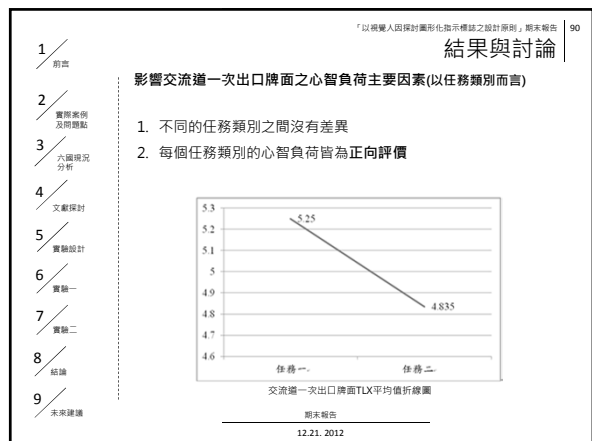 「以視覺人因探討圖形化指示標誌之設計原則」期末報告
90
結果與討論
1
前言
2
實際案例
及問題點
3
六國現況
分析
4
文獻探討
5
實驗設計
6
實驗一
7
實驗二
8
結論
9
未來建議
影響交流道一次出口牌面之心智負荷主要因素(以任務類別而言)
1. 不同的任務類別之間沒有差異
2. 每個任務類別的心智負荷皆為正向評價
5.3
5.2
5.1
5
4.9
4.8
4.7
4.6
5.25
4.835
任務一
任務二
交流道一次出口牌面TLX平均值折線圖
期末報告
12.21. 2012